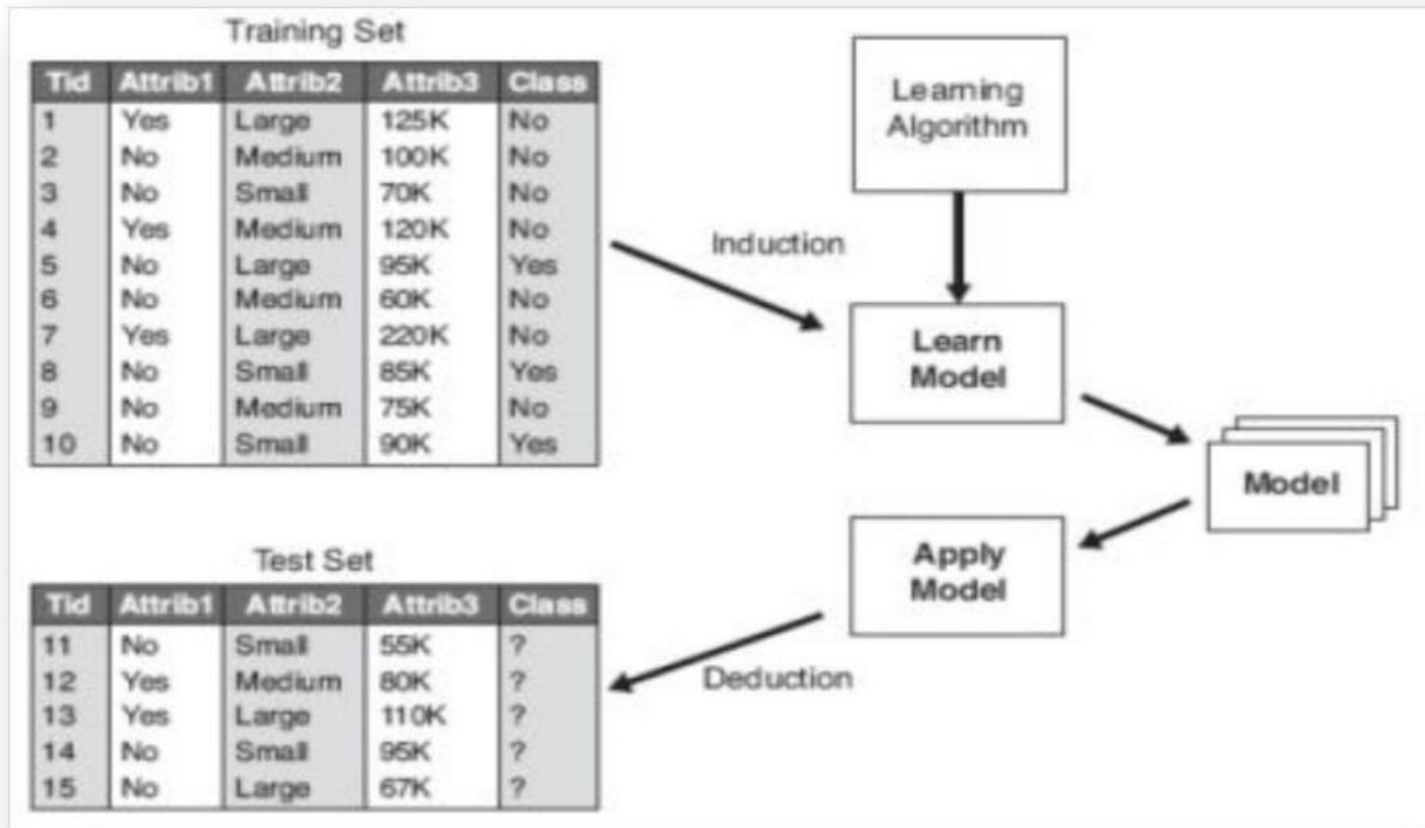 Training Set
Tid Attrib1 Attrib2 Attrib3 Class
1 Yes Large 125K No
2 No Medium 100K No
3 No Small 70K No
4 Yes Medium 120K No
5 No Large 95K Yes
6 No Medium 60K No
7 Yes Large 220K No
8 No Small 85K Yes
9 No Medium 75K No
10 No Small 90K Yes
Learning
Algorithm
Induction
Learn
Model
Model
Apply
Model
Deduction
Test Set
Tid Attrib1 Attrib2 Attrib3 Class
11 No Small 55K ?
12 Yes Medium 80K ?
13 Yes Large 110K ?
14 No Small 95K ?
15 No Large 67K ?